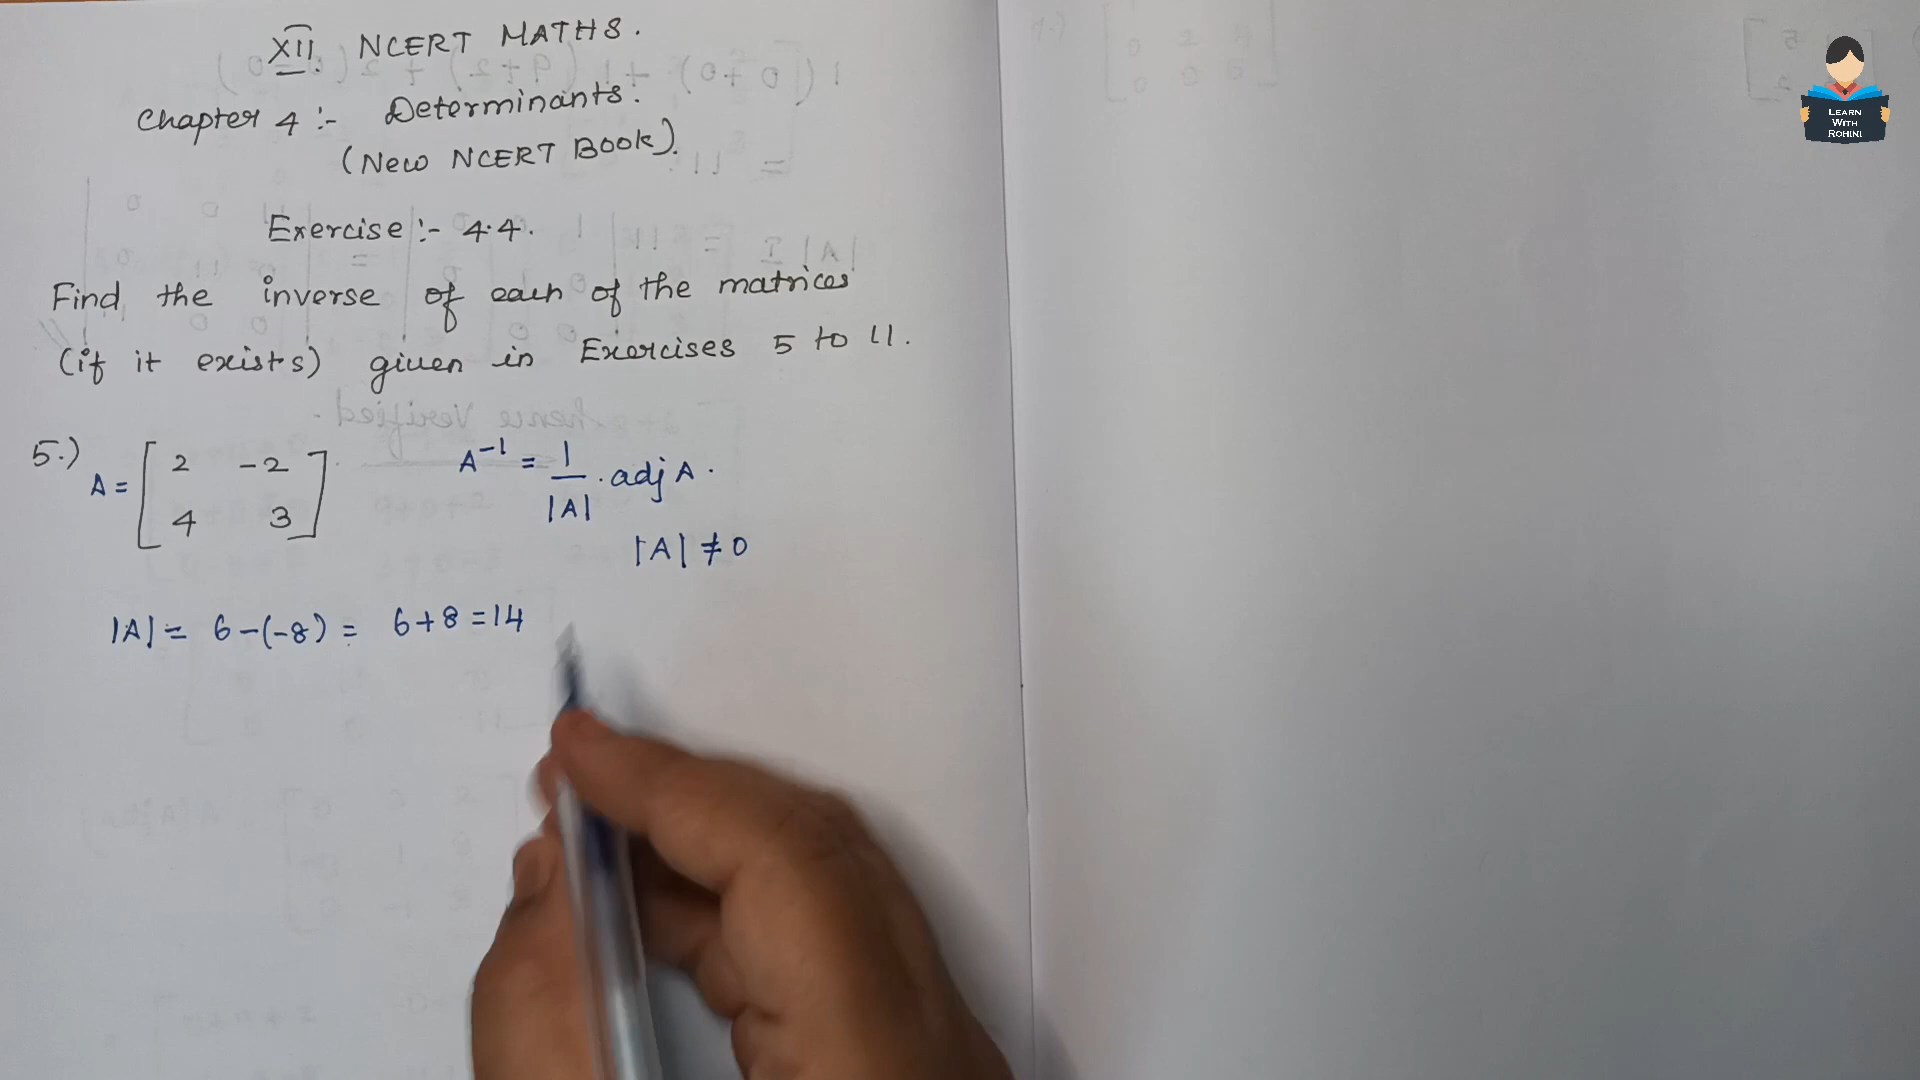 XII. NCERT MATHS.
Chapter 4 :- Determinants.
(New NCERT Book).
Exercise :- 4.4.
Find the inverse of each of the matrices
(if it exists) given in Exercises 5 to 11.
5.) A = [ 2 -2
4 3 ]
A⁻¹ = 1/|A| . adj A .
|A| ≠ 0
|A| = 6-(-8) = 6+8 = 14
LEARN
WITH
ROHINI